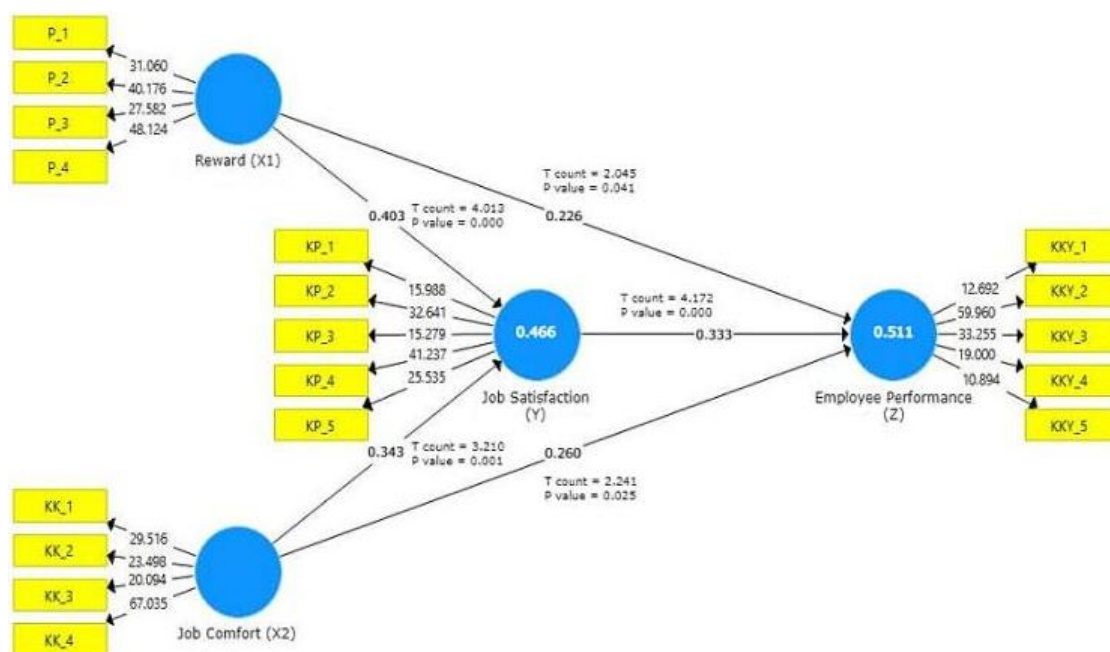 P_1
P_2
P_3
P_4
31.060
40.176
27.582
48.124
Reward (X1)
T count = 2.045
P value = 0.041
0.226
0.403
T count = 4.013
P value = 0.000
KP_1
KP_2
KP_3
KP_4
KP_5
15.988
32.641
15.279
41.237
25.535
0.466
Job Satisfaction
(Y)
T count = 4.172
P value = 0.000
0.333
0.511
Employee Performance
(Z)
12.692
59.960
33.255
19.000
10.894
KKY_1
KKY_2
KKY_3
KKY_4
KKY_5
0.343
T count = 3.210
P value = 0.001
0.260
T count = 2.241
P value = 0.025
KK_1
KK_2
KK_3
KK_4
29.516
23.498
20.094
67.035
Job Comfort (X2)